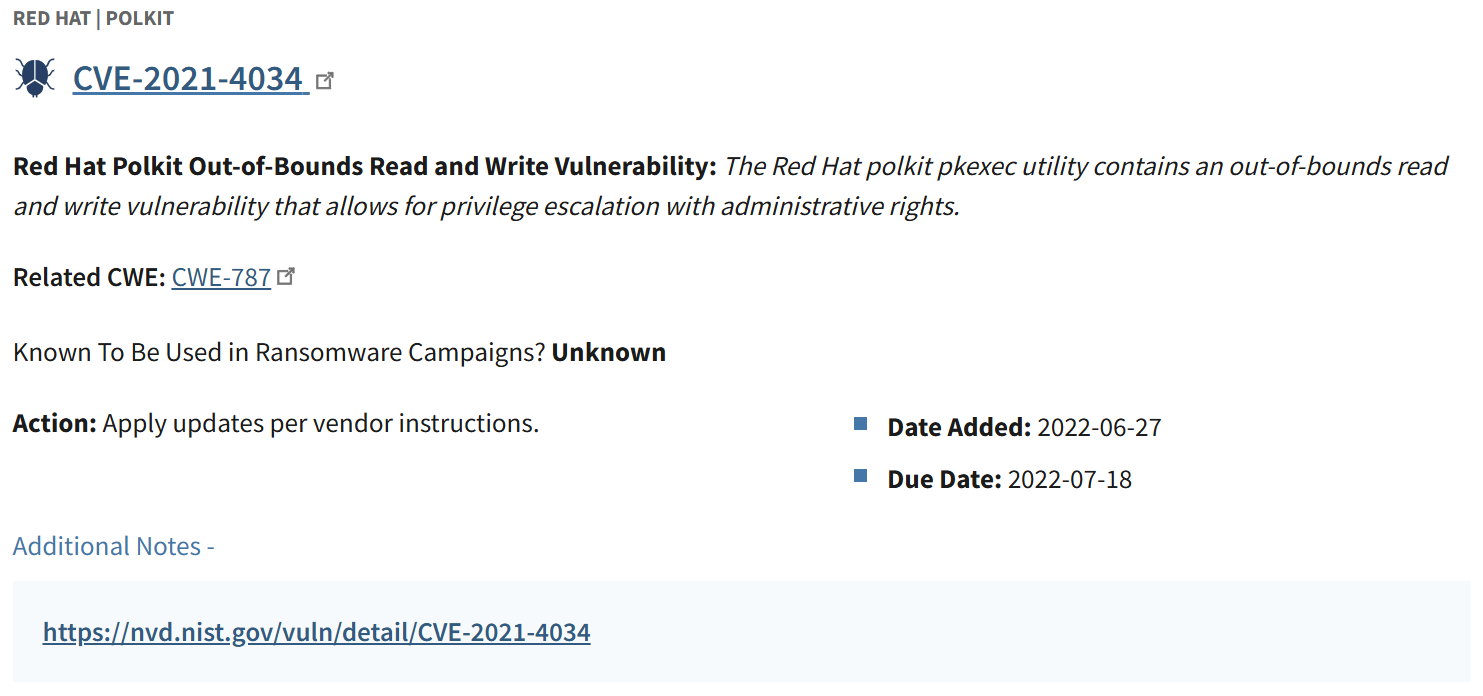 RED HAT | POLKIT
CVE-2021-4034
Red Hat Polkit Out-of-Bounds Read and Write Vulnerability: The Red Hat polkit pkexec utility contains an out-of-bounds read
and write vulnerability that allows for privilege escalation with administrative rights.
Related CWE: CWE-787
Known To Be Used in Ransomware Campaigns? Unknown
Action: Apply updates per vendor instructions.
Date Added: 2022-06-27
Due Date: 2022-07-18
Additional Notes -
https://nvd.nist.gov/vuln/detail/CVE-2021-4034